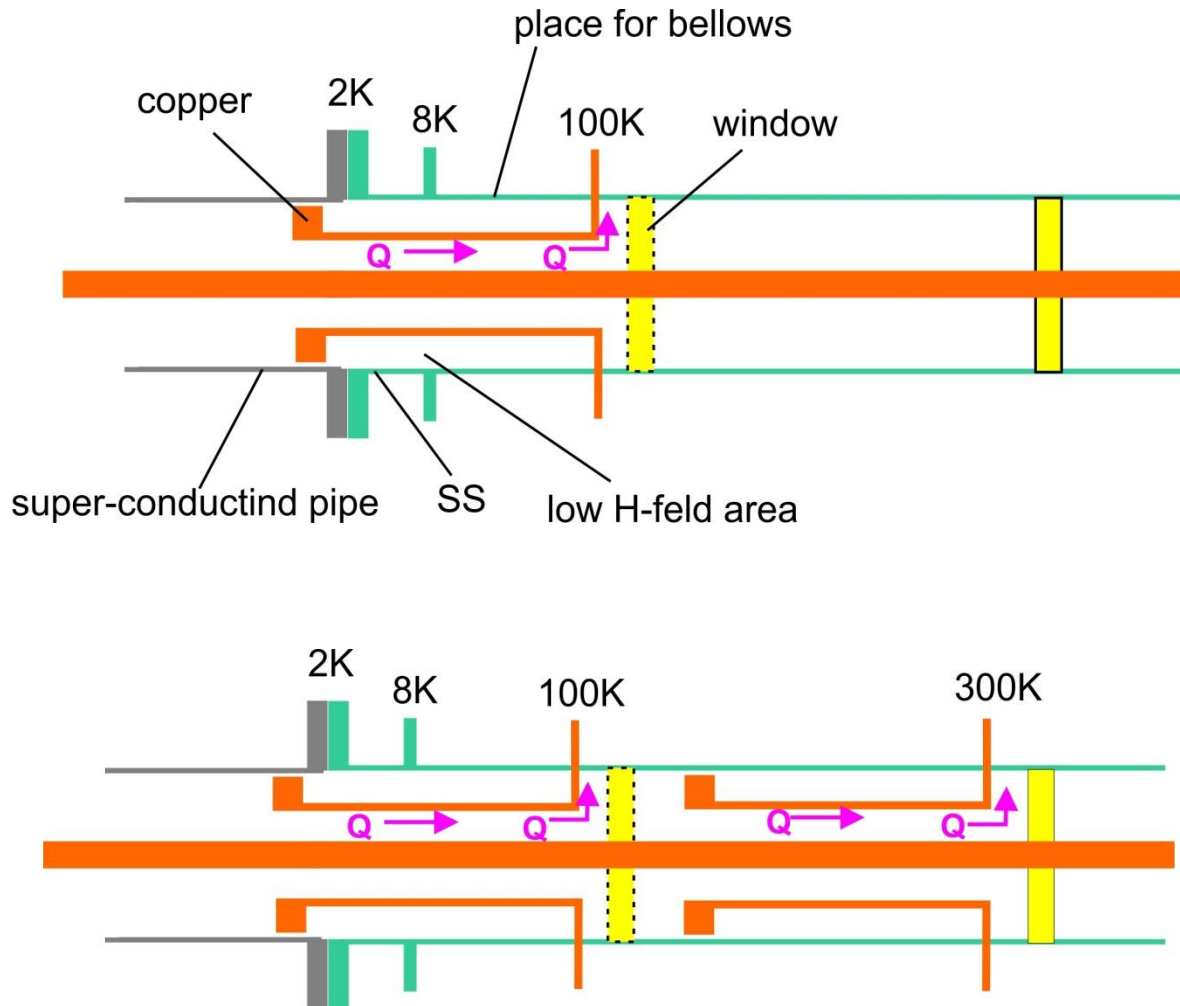 place for bellows
2K
copper
8K
100K
window
Q
Q
super-conductind pipe
SS
low H-feld area
2K
8K
100K
300K
Q
Q
Q
Q